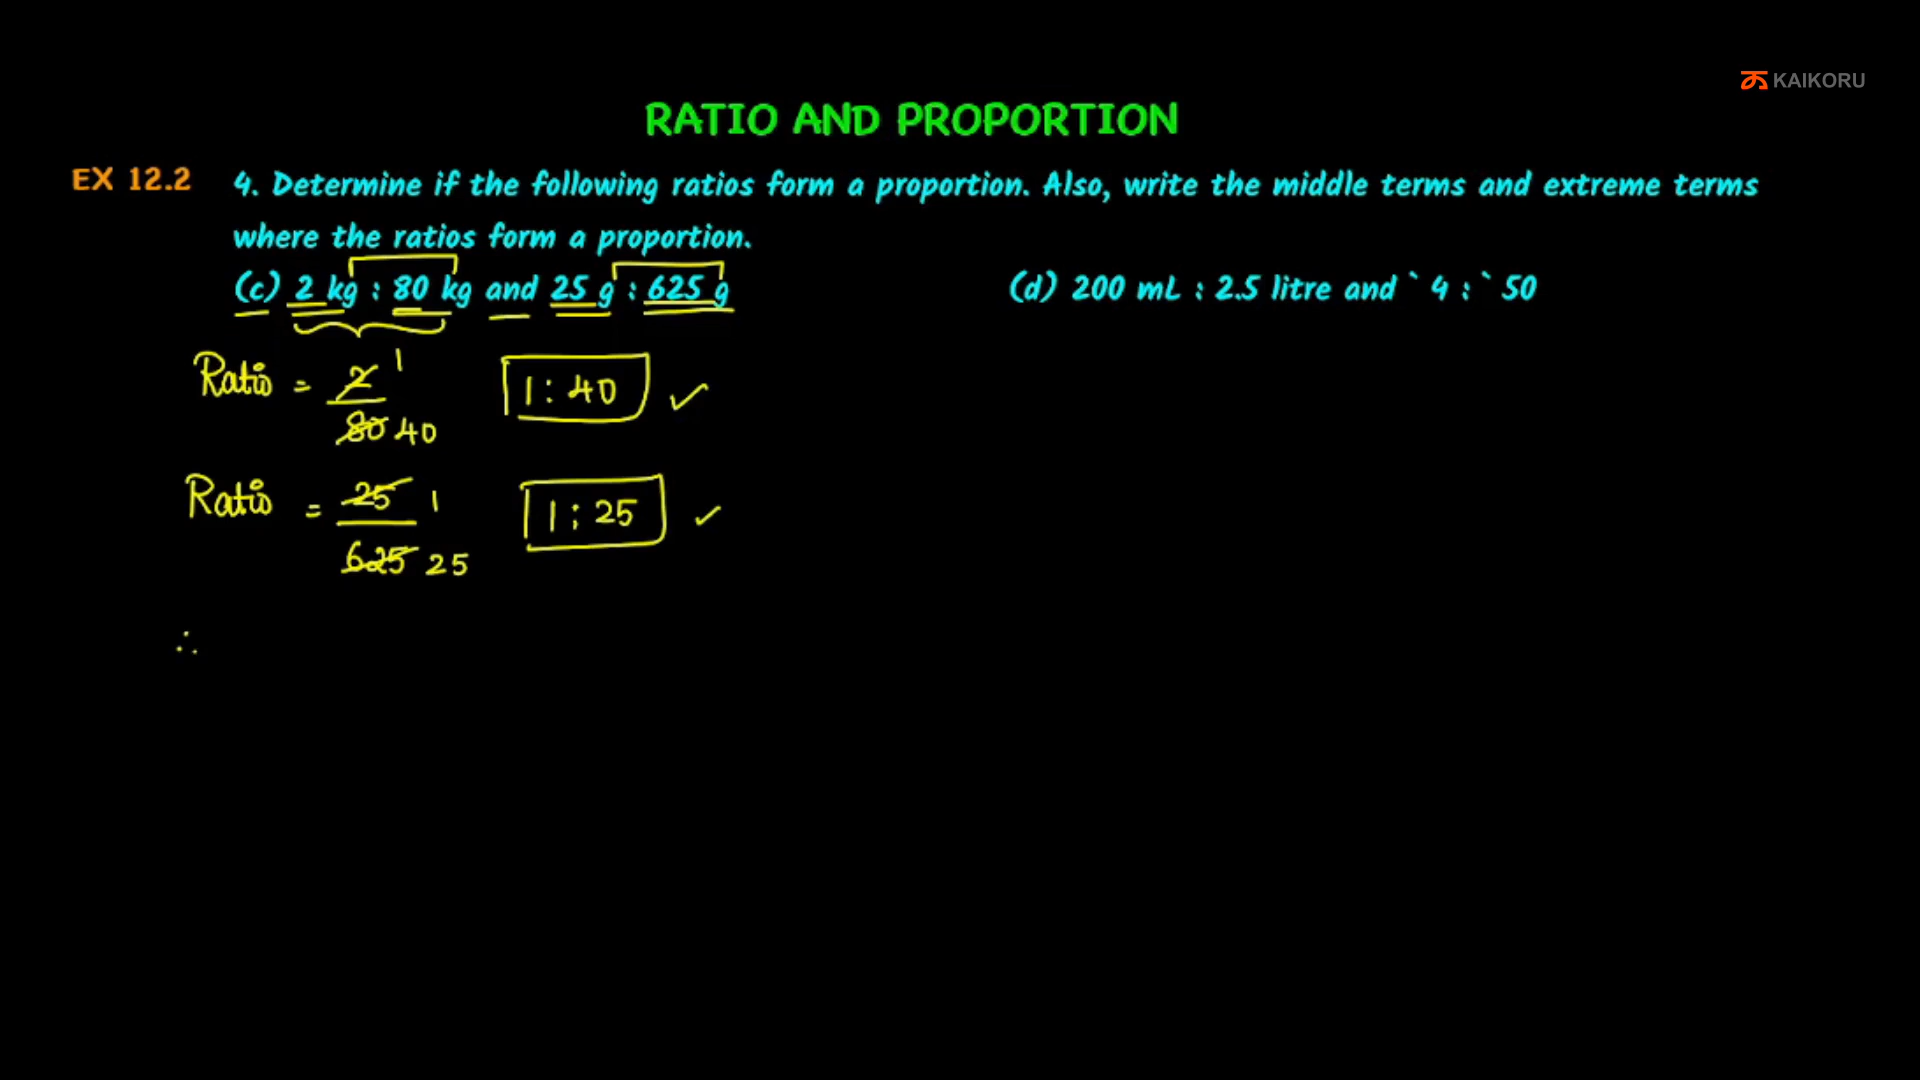 KAIKORU
RATIO AND PROPORTION
EX 12.2 4. Determine if the following ratios form a proportion. Also, write the middle terms and extreme terms
where the ratios form a proportion.
(c) 2 kg : 80 kg and 25 g : 625 g
(d) 200 mL : 2.5 litre and ` 4 : ` 50
Ratio = 2 1
80 40
1 : 40 ✓
Ratio = 25 1
625 25
1 : 25 ✓
∴